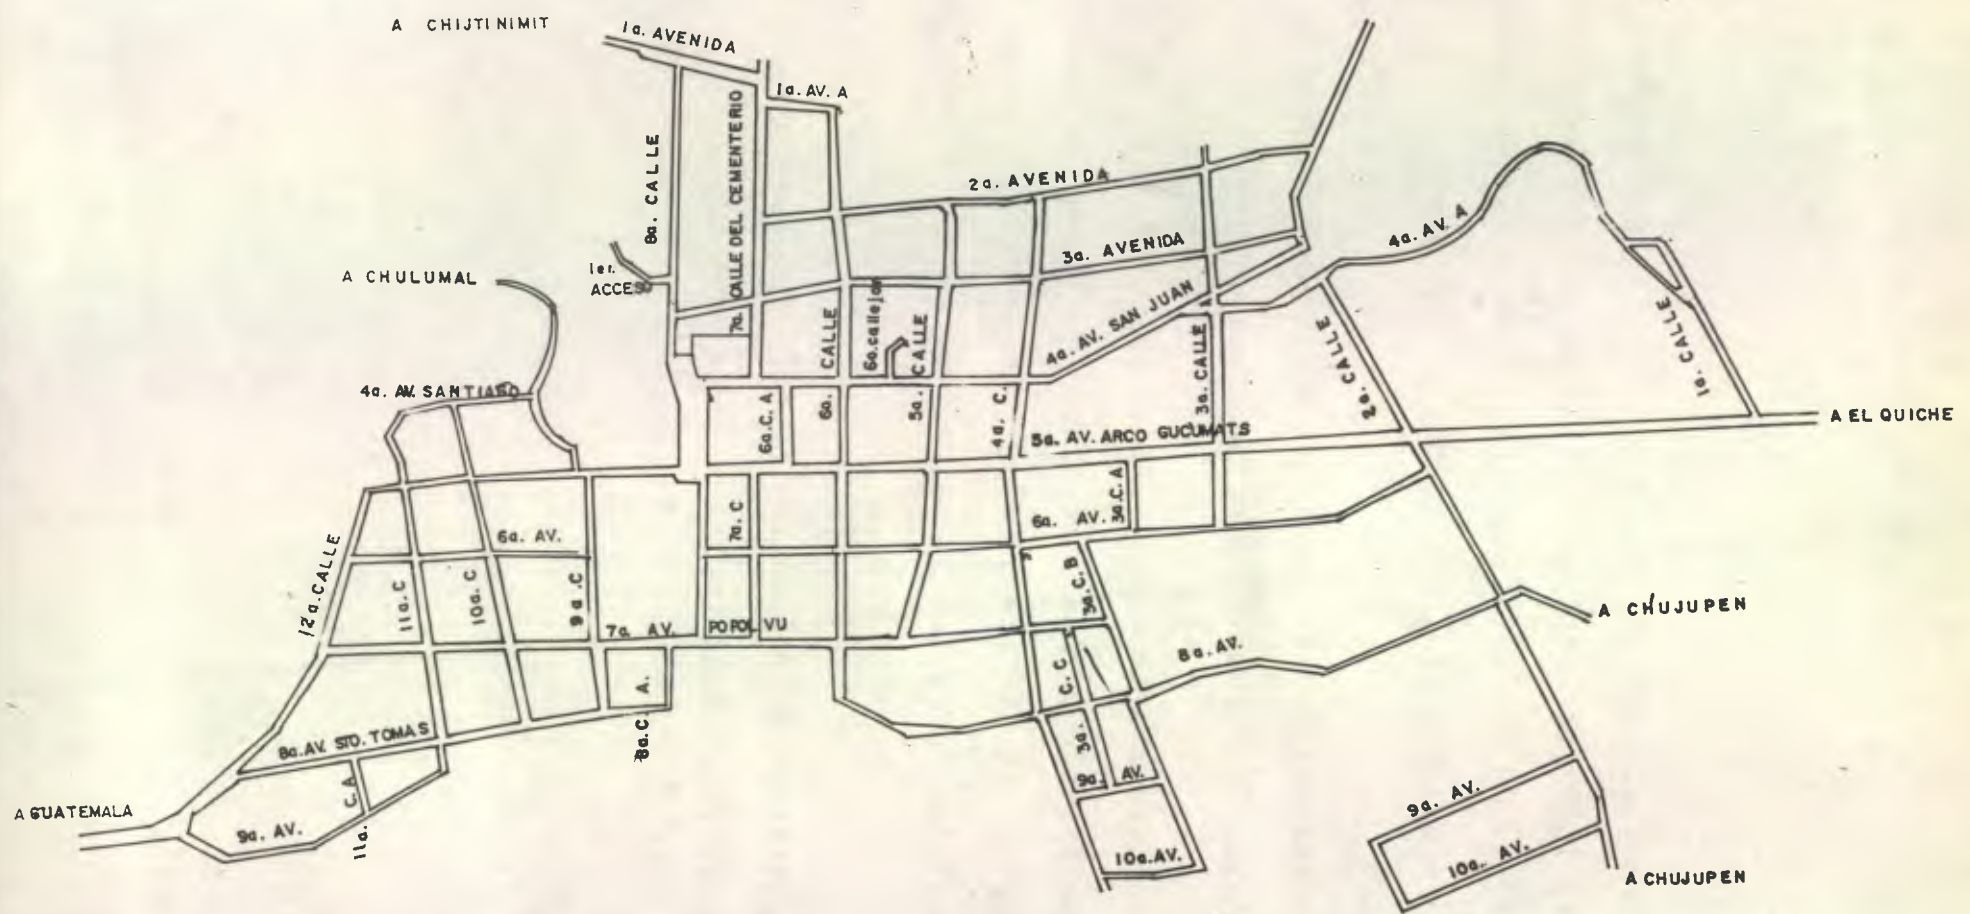 A CHIJTINIMIT
1a. AVENIDA
1a. AV. A
8a. CALLE
7a. CALLE DEL CEMENTERIO
2a. AVENIDA
3a. AVENIDA
4a. AV. A
1er.
ACCESO
A CHULUMAL
6a. CALLE
6a. callejon
5a. CALLE
4a. AV. SAN JUAN
3a. CALLE A
2a. CALLE
1a. CALLE
4a. AV. SANTIAGO
6a. C. A
4a. C.
5a. AV. ARCO GUCUMATS
A EL QUICHE
12a. CALLE
6a. AV.
7a. C
6a. AV.
3a. C. A
11a. C
10a. C
9a. C
3a. C. B
7a. AV.
POPOL VU
A CHUJUPEN
8a. AV.
8a. C. A.
3a. C. C
8a. AV. STO. TOMAS
9a. AV.
9a. AV.
A GUATEMALA
9a. AV.
11a. C. A
10a. AV.
10a. AV.
A CHUJUPEN